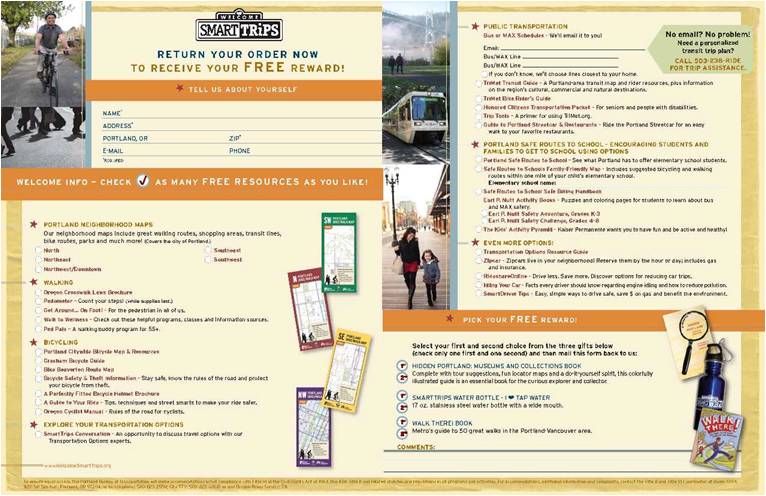 WELCOME
SMARTTRIPS
RETURN YOUR ORDER NOW
TO RECEIVE YOUR FREE REWARD!
TELL US ABOUT YOURSELF
NAME*
ADDRESS*
PORTLAND, OR ZIP*
E-MAIL PHONE
*REQUIRED
WELCOME INFO – CHECK AS MANY FREE RESOURCES AS YOU LIKE!
PORTLAND NEIGHBORHOOD MAPS
Our neighborhood maps include great walking routes, shopping areas, transit lines,
bike routes, parks and much more! (Covers the city of Portland.)
North Southeast
Northeast Southwest
Northwest/Downtown
WALKING
Oregon Crosswalk Laws Brochure
Pedometer – Count your steps! (while supplies last.)
Get Around... On Foot! – For the pedestrian in all of us.
Walk to Wellness – Check out these helpful programs, classes and information sources.
Ped Pals – A walking buddy program for 55+.
BICYCLING
Portland Citywide Bicycle Map & Resources
Gresham Bicycle Guide
Bike Beaverton Route Map
Bicycle Safety & Theft Information – Stay safe, know the rules of the road and protect
your bicycle from theft.
A Perfectly Fitted Bicycle Helmet Brochure
A Guide to Your Ride – Tips, techniques and street smarts to make your ride safer.
Oregon Cyclist Manual – Rules of the road for cyclists.
EXPLORE YOUR TRANSPORTATION OPTIONS
SmartTrips Conversation – An opportunity to discuss travel options with our
Transportation Options experts.
www.WelcomeSmartTrips.org
SW
N
SE
NW
PUBLIC TRANSPORTATION
Bus or MAX Schedules – We'll email it to you!
Email:
Bus/MAX Line
Bus/MAX Line
Bus/MAX Line
If you don't know, we'll choose lines closest to your home.
TriMet Transit Guide – A Portland-area transit map and rider resources, plus information
on the region's cultural, commercial and natural destinations.
TriMet Bike Rider's Guide
Honored Citizens Transportation Packet – For seniors and people with disabilities.
Trip Tools – A primer for using TriMet.org.
Guide to Portland Streetcar & Restaurants – Ride the Portland Streetcar for an easy
walk to your favorite restaurants.
No email? No problem!
Need a personalized
transit trip plan?
CALL 503-238-RIDE
FOR TRIP ASSISTANCE.
PORTLAND SAFE ROUTES TO SCHOOL – ENCOURAGING STUDENTS AND
FAMILIES TO GET TO SCHOOL USING OPTIONS
Portland Safe Routes to School – See what Portland has to offer elementary school students.
Safe Routes to Schools Family-Friendly Map – Includes suggested bicycling and walking
routes within one mile of your child's elementary school.
Elementary school name:
Safe Routes to School Safe Biking Handbook
Earl P. Nutt Activity Books – Puzzles and coloring pages for students to learn about bus
and MAX safety.
Earl P. Nutt Safety Adventure, Grades K-3
Earl P. Nutt Safety Challenge, Grades 4-8
The Kids' Activity Pyramid – Kaiser Permanente wants you to have fun and be active and healthy!
EVEN MORE OPTIONS!
Transportation Options Resource Guide
Zipcar – Zipcars live in your neighborhood! Reserve them by the hour or day; includes gas
and insurance.
RideshareOnline – Drive less. Save more. Discover options for reducing car trips.
Idling Your Car – Facts every driver should know regarding engine idling and how to reduce pollution.
SmartDriver Tips – Easy, simple ways to drive safe, save $ on gas and benefit the environment.
PICK YOUR FREE REWARD!
Select your first and second choice from the three gifts below
(check only one first and one second) and then mail this form back to us:
HIDDEN PORTLAND: MUSEUMS AND COLLECTIONS BOOK
Complete with tour suggestions, fun locator maps and a do-it-yourself spirit, this colorfully
illustrated guide is an essential book for the curious explorer and collector.
SMARTTRIPS WATER BOTTLE – I ❤ TAP WATER
17 oz. stainless steel water bottle with a wide mouth.
WALK THERE! BOOK
Metro's guide to 50 great walks in the Portland-Vancouver area.
COMMENTS:
WALK THERE!